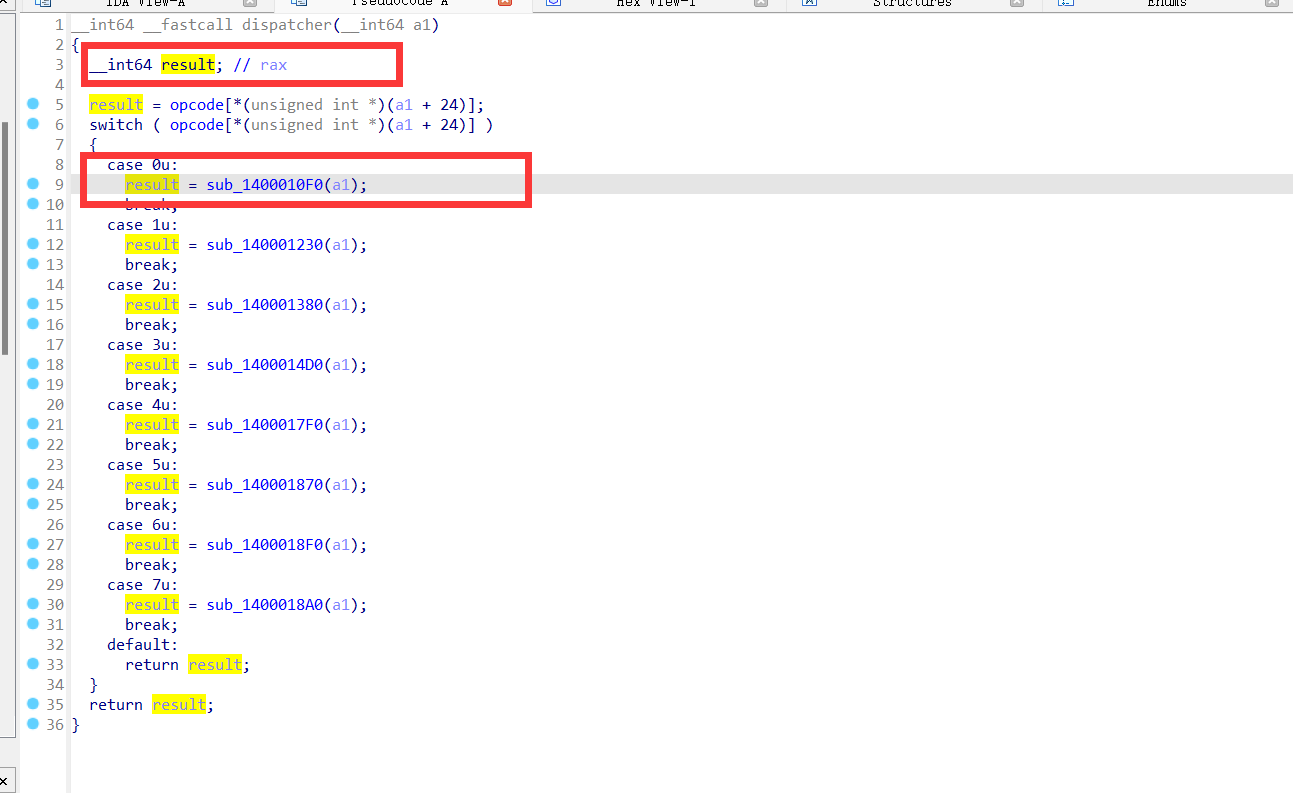 IDA View-A Pseudocode-A Hex View-1 Structures Enums
1 __int64 __fastcall dispatcher(__int64 a1)
2 {
3 __int64 result; // rax
4
5 result = opcode[*(unsigned int *)(a1 + 24)];
6 switch ( opcode[*(unsigned int *)(a1 + 24)] )
7 {
8 case 0u:
9 result = sub_1400010F0(a1);
10 break;
11 case 1u:
12 result = sub_140001230(a1);
13 break;
14 case 2u:
15 result = sub_140001380(a1);
16 break;
17 case 3u:
18 result = sub_1400014D0(a1);
19 break;
20 case 4u:
21 result = sub_1400017F0(a1);
22 break;
23 case 5u:
24 result = sub_140001870(a1);
25 break;
26 case 6u:
27 result = sub_1400018F0(a1);
28 break;
29 case 7u:
30 result = sub_1400018A0(a1);
31 break;
32 default:
33 return result;
34 }
35 return result;
36 }